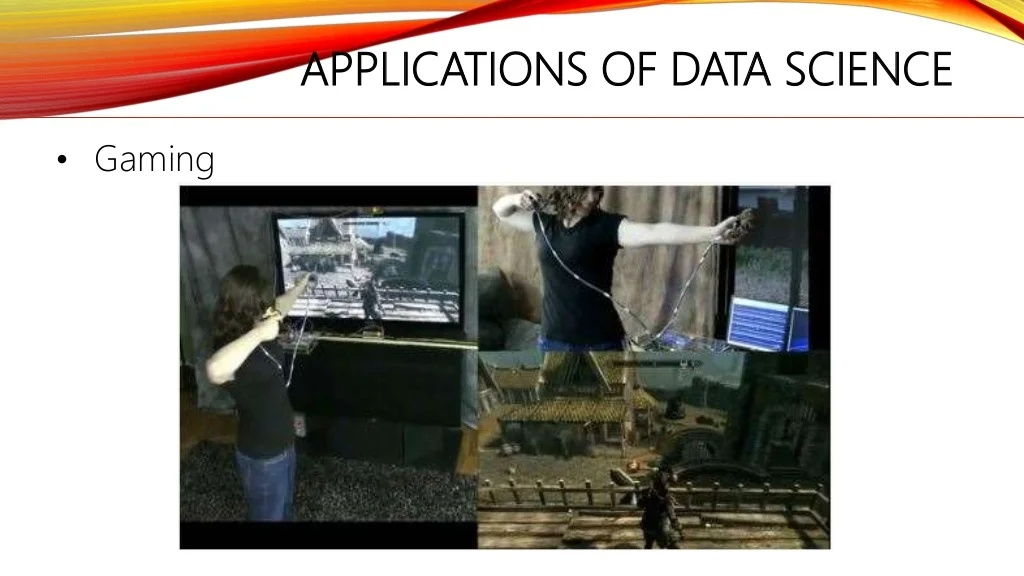 APPLICATIONS OF DATA SCIENCE
• Gaming